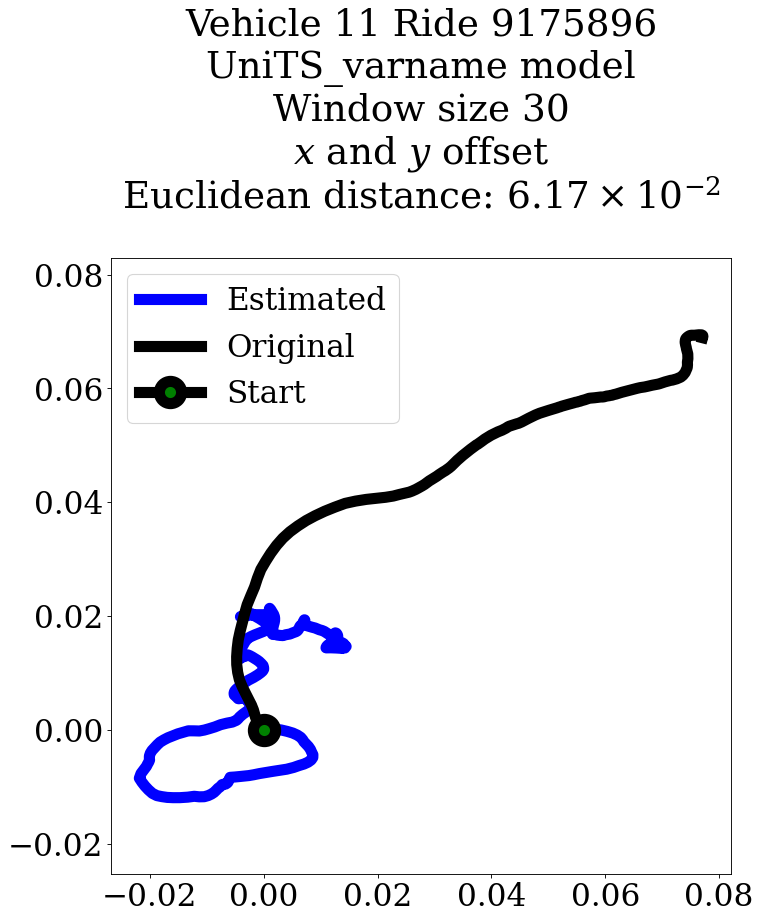 Vehicle 11 Ride 9175896
UniTS_varname model
Window size 30
x and y offset
Euclidean distance: 6.17 × 10⁻²
0.08
0.06
0.04
0.02
0.00
−0.02
Estimated
Original
Start
−0.02 0.00 0.02 0.04 0.06 0.08